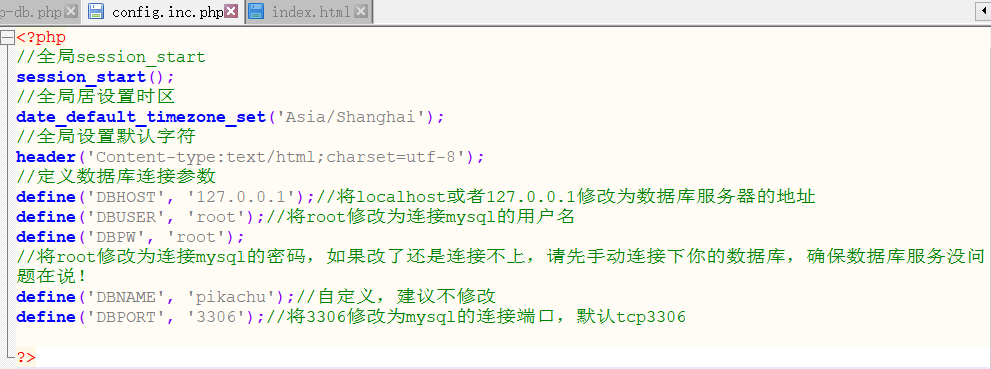 p-db.php config.inc.php index.html
<?php
//全局session_start
session_start();
//全局居设置时区
date_default_timezone_set('Asia/Shanghai');
//全局设置默认字符
header('Content-type:text/html;charset=utf-8');
//定义数据库连接参数
define('DBHOST', '127.0.0.1');//将localhost或者127.0.0.1修改为数据库服务器的地址
define('DBUSER', 'root');//将root修改为连接mysql的用户名
define('DBPW', 'root');
//将root修改为连接mysql的密码，如果改了还是连接不上，请先手动连接下你的数据库，确保数据库服务没问
题在说！
define('DBNAME', 'pikachu');//自定义，建议不修改
define('DBPORT', '3306');//将3306修改为mysql的连接端口，默认tcp3306
?>